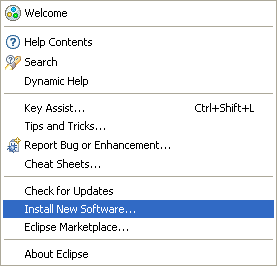 Welcome
Help Contents
Search
Dynamic Help
Key Assist... Ctrl+Shift+L
Tips and Tricks...
Report Bug or Enhancement...
Cheat Sheets...
Check for Updates
Install New Software...
Eclipse Marketplace...
About Eclipse